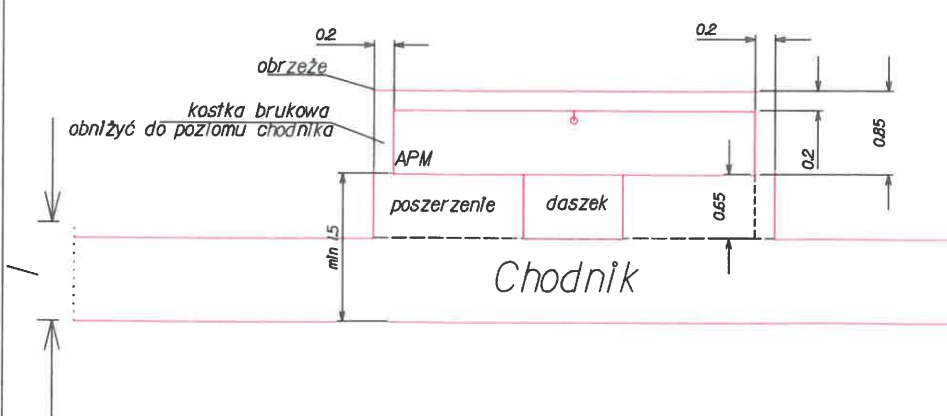 0.2
0.2
obrzeże
kostka brukowa
obniżyć do poziomu chodnika
0.2
0.85
APM
poszerzenie
daszek
0.65
min 1.5
Chodnik
/